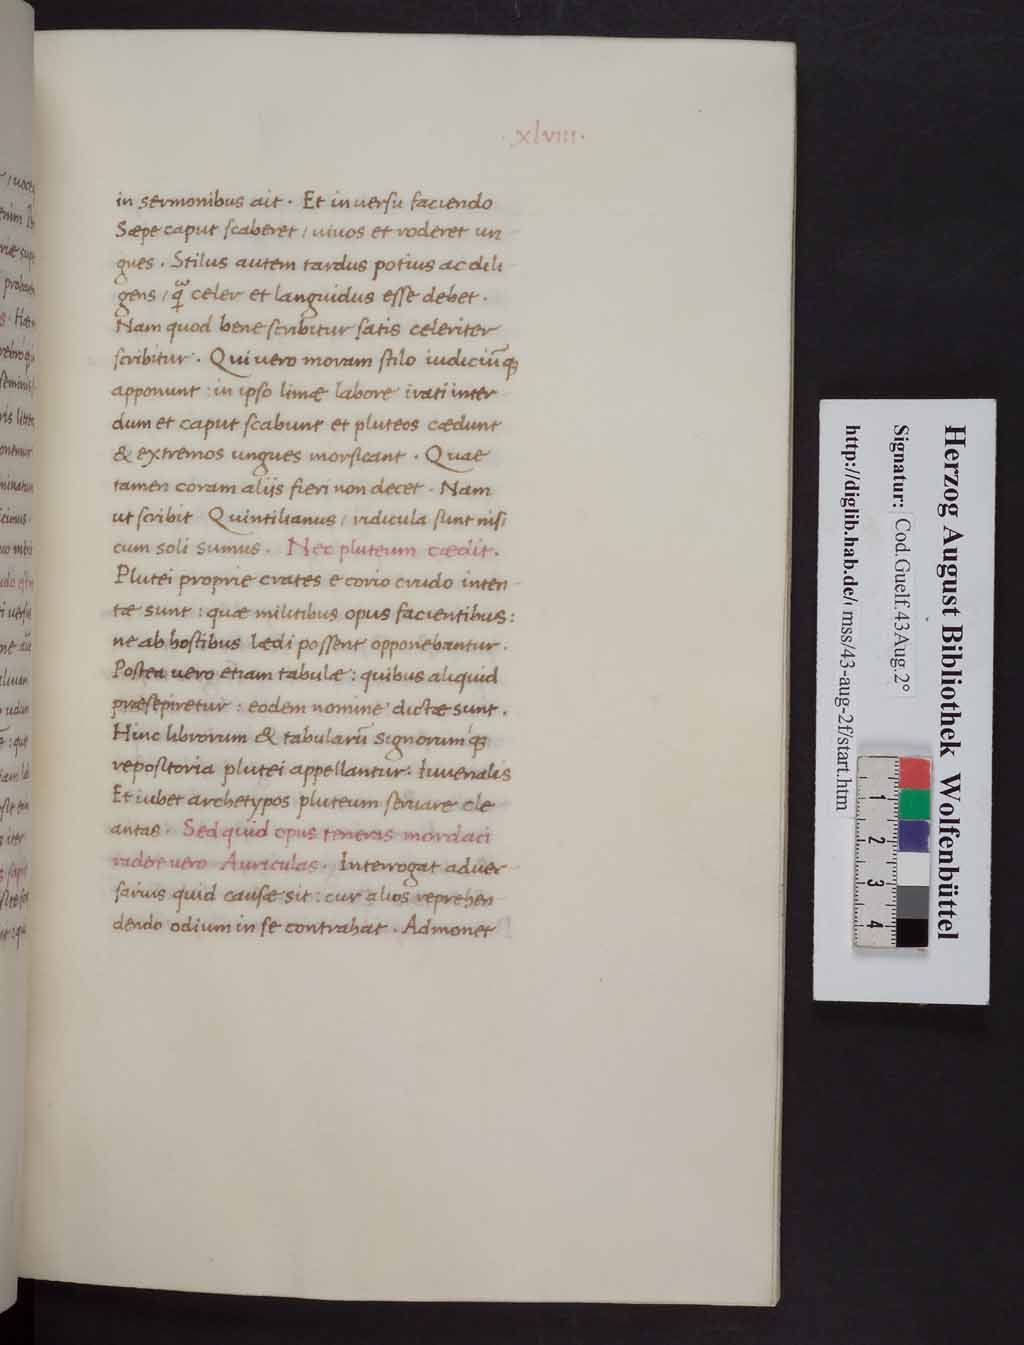 ·xlviii·
in sermonibus ait · Et in uersu faciendo
Sæpe caput scaberet / uiuos et roderet un
gues · Stilus autem tardus potius ac dili-
gens / q̃ celer et languidus esse debet ·
Nam quod bene scribitur satis celeriter
scribitur · Qui uero moram stilo iudiciũq;
apponunt : in ipso limæ labore irati inter
dum et caput scabunt et pluteos cædunt
& extremos ungues morsicant · Quae
tamen coram alijs fieri non decet · Nam
ut scribit Quintilianus / ridicula sunt nisi
cum soli sumus · Nec pluteum cædit ·
Plutei proprie crates e corio crudo inten-
tæ sunt : quæ militibus opus facientibus :
ne ab hostibus lædi possent opponebantur ·
Postea uero etiam tabulæ : quibus aliquid
præsepiretur : eodem nomine dictæ sunt ·
Hinc librorum & tabularũ signorumq;
repositoria plutei appellantur : Iuuenalis
Et iubet archetypos pluteum seruare cle
antas · Sed quid opus teneras mordaci
radere uero Auriculas · Interrogat aduer-
sarius quid causæ sit : cur alios reprehen-
dendo odium in se contrahat · Admonet
Herzog August Bibliothek Wolfenbüttel
Signatur: Cod.Guelf.43Aug.2°
http://diglib.hab.de/ mss/43-aug-2f/start.htm
1
2
3
4